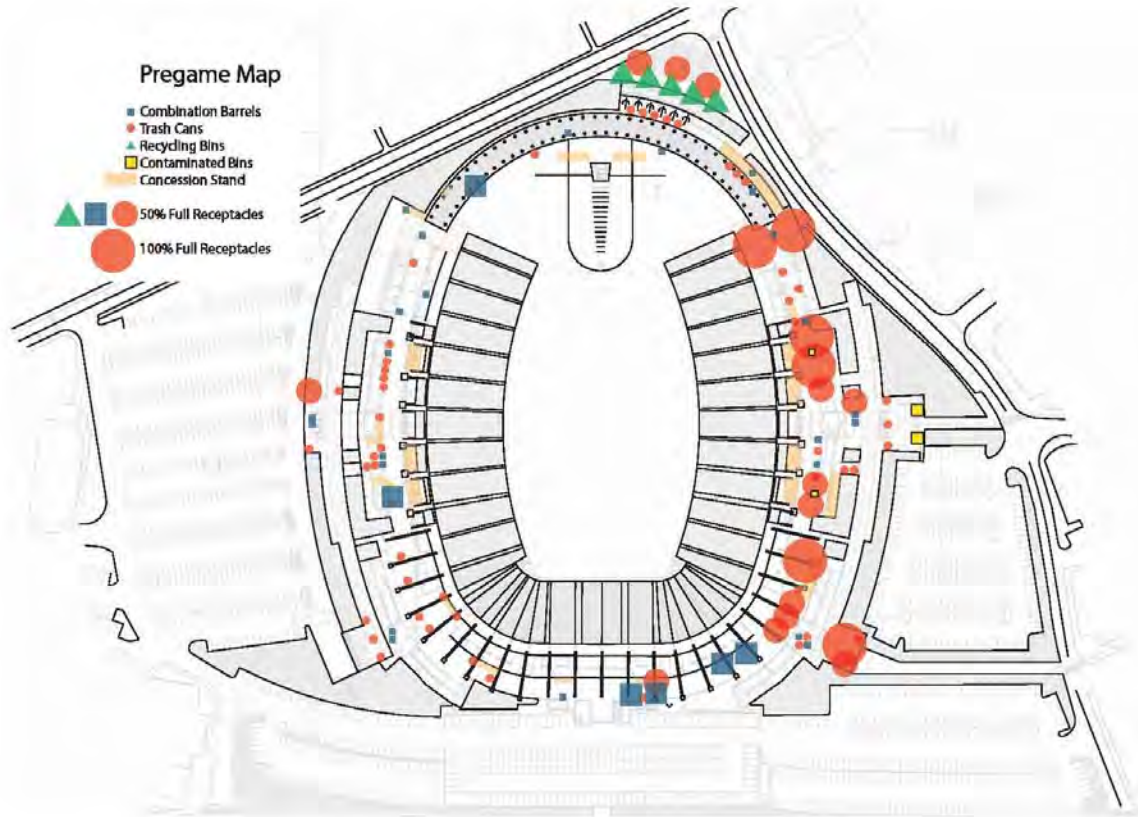 Pregame Map
Combination Barrels
Trash Cans
Recycling Bins
Contaminated Bins
Concession Stand
50% Full Receptacles
100% Full Receptacles